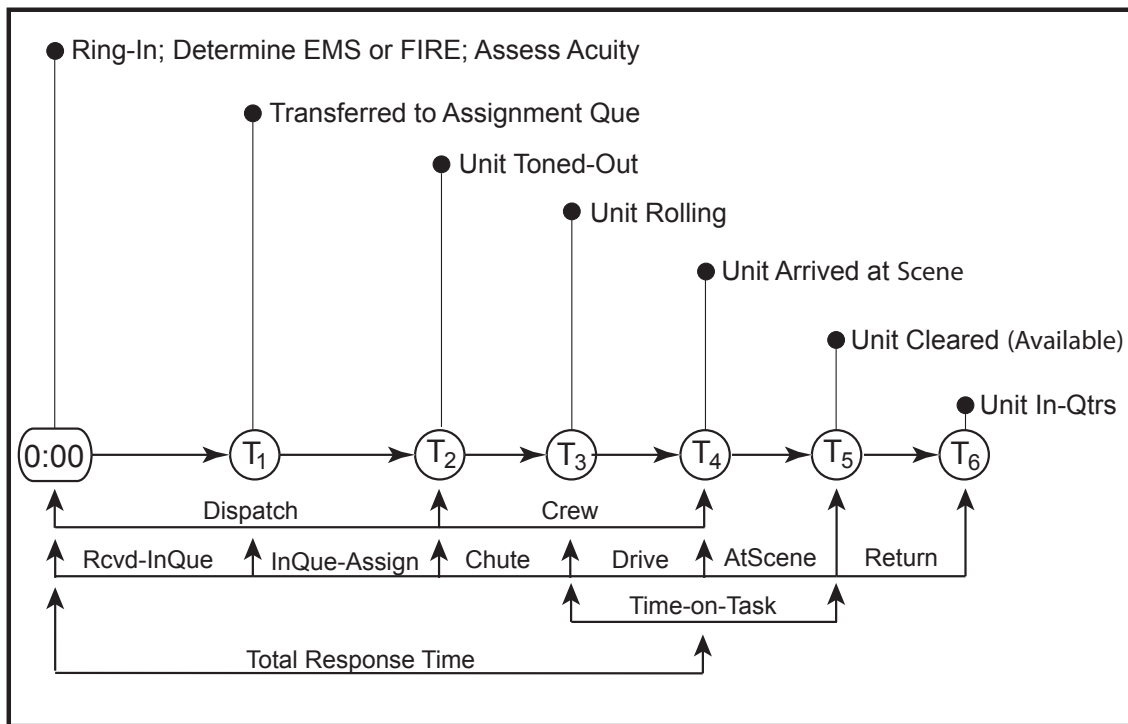 Ring-In; Determine EMS or FIRE; Assess Acuity
Transferred to Assignment Que
Unit Toned-Out
Unit Rolling
Unit Arrived at Scene
Unit Cleared (Available)
Unit In-Qtrs
0:00 T1 T2 T3 T4 T5 T6
Dispatch Crew
Rcvd-InQue InQue-Assign Chute Drive AtScene Return
Time-on-Task
Total Response Time